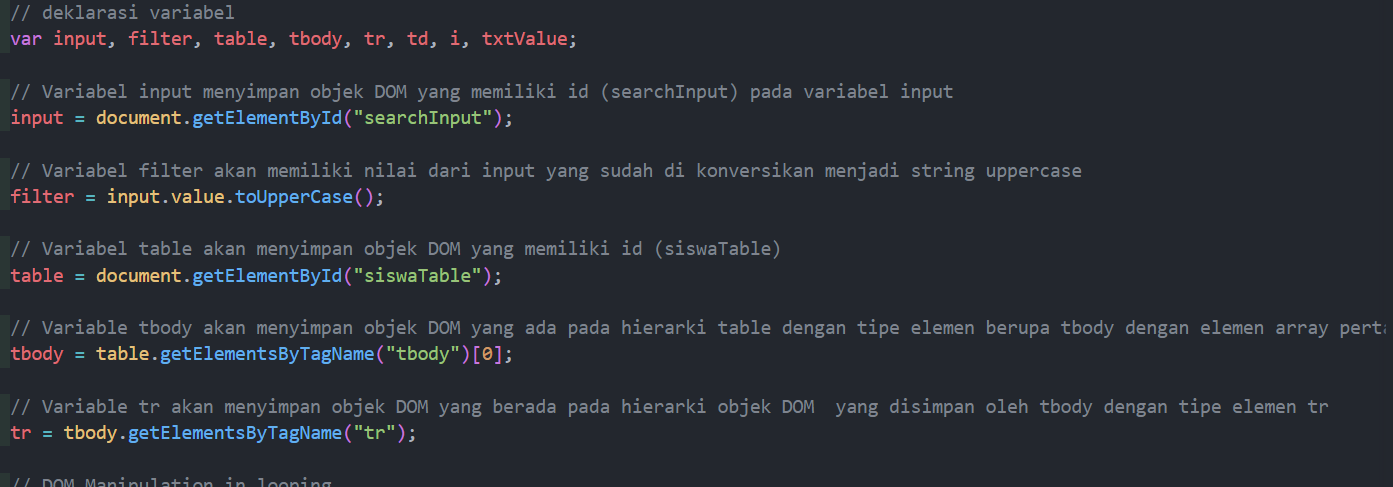 // deklarasi variabel
var input, filter, table, tbody, tr, td, i, txtValue;
// Variabel input menyimpan objek DOM yang memiliki id (searchInput) pada variabel input
input = document.getElementById("searchInput");
// Variabel filter akan memiliki nilai dari input yang sudah di konversikan menjadi string uppercase
filter = input.value.toUpperCase();
// Variabel table akan menyimpan objek DOM yang memiliki id (siswaTable)
table = document.getElementById("siswaTable");
// Variable tbody akan menyimpan objek DOM yang ada pada hierarki table dengan tipe elemen berupa tbody dengan elemen array
tbody = table.getElementsByTagName("tbody")[0];
// Variable tr akan menyimpan objek DOM yang berada pada hierarki objek DOM  yang disimpan oleh tbody dengan tipe elemen tr
tr = tbody.getElementsByTagName("tr");
// DOM Manipulation in looping